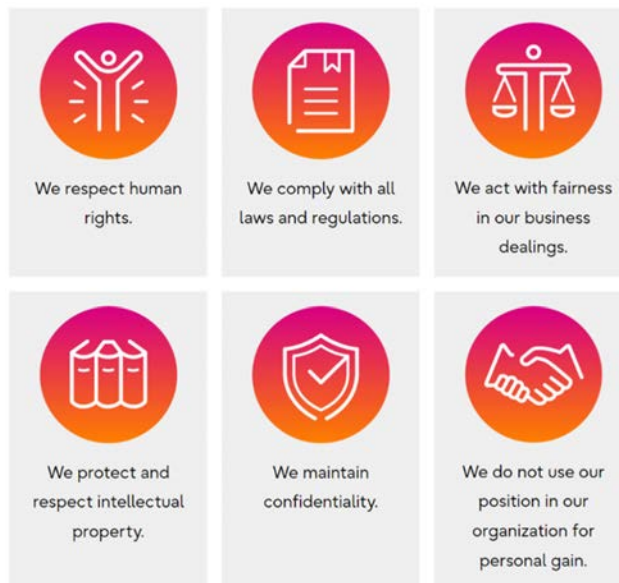 We respect human
rights.
We comply with all
laws and regulations.
We act with fairness
in our business
dealings.
We protect and
respect intellectual
property.
We maintain
confidentiality.
We do not use our
position in our
organization for
personal gain.